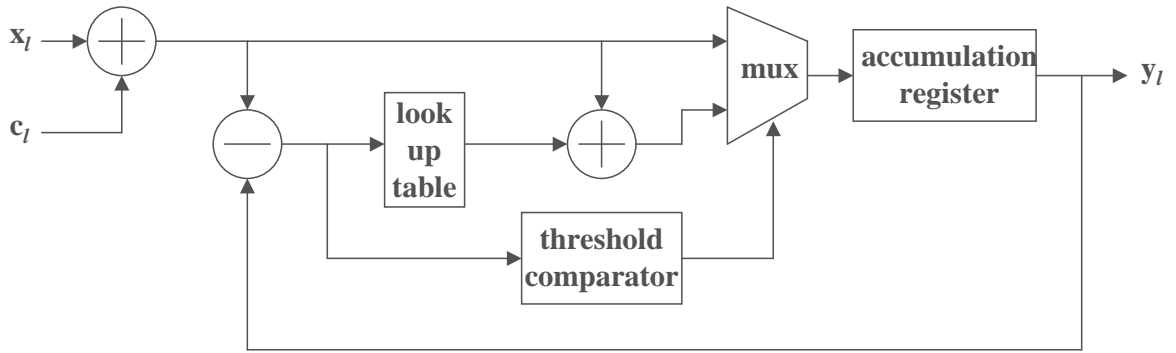 x_l
c_l
look
up
table
threshold
comparator
mux
accumulation
register
y_l